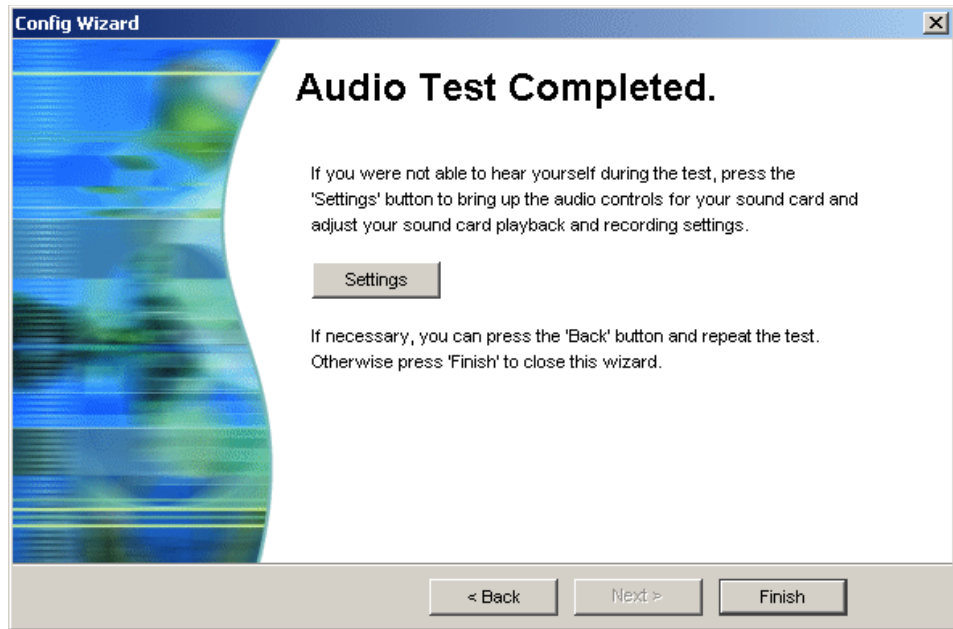 Config Wizard
Audio Test Completed.
If you were not able to hear yourself during the test, press the
'Settings' button to bring up the audio controls for your sound card and
adjust your sound card playback and recording settings.
Settings
If necessary, you can press the 'Back' button and repeat the test.
Otherwise press 'Finish' to close this wizard.
< Back
Next >
Finish